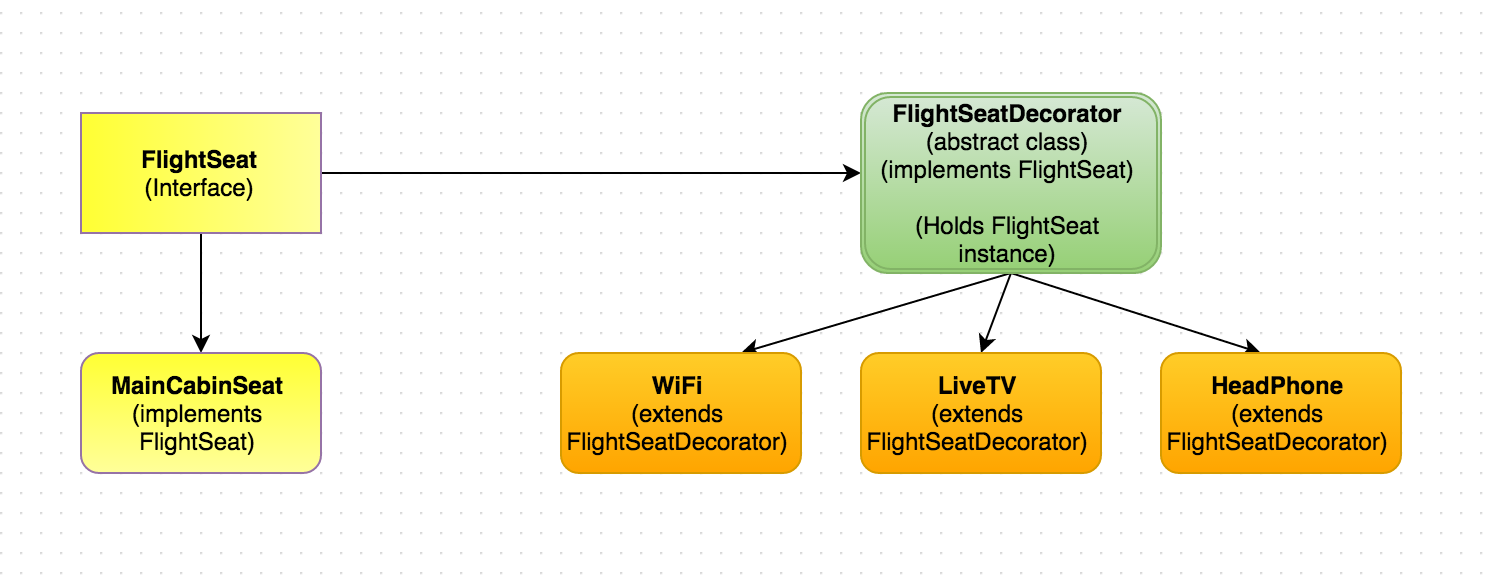 FlightSeat
(Interface)
FlightSeatDecorator
(abstract class)
(implements FlightSeat)
(Holds FlightSeat
instance)
MainCabinSeat
(implements
FlightSeat)
WiFi
(extends
FlightSeatDecorator)
LiveTV
(extends
FlightSeatDecorator)
HeadPhone
(extends
FlightSeatDecorator)